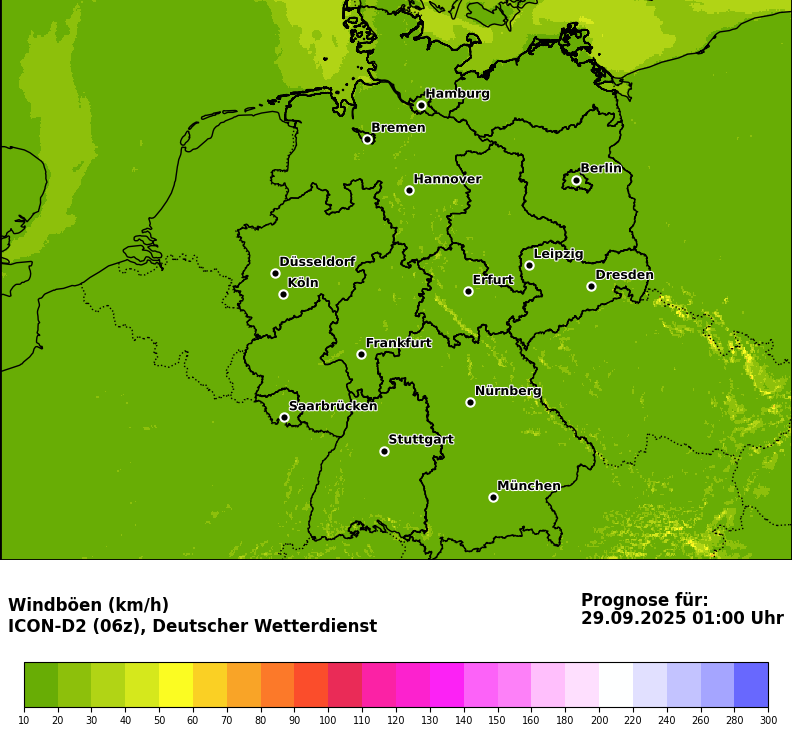 Hamburg
Bremen
Berlin
Hannover
Düsseldorf
Leipzig
Köln
Erfurt
Dresden
Frankfurt
Nürnberg
Saarbrücken
Stuttgart
München
Windböen (km/h)
ICON-D2 (06z), Deutscher Wetterdienst
Prognose für:
29.09.2025 01:00 Uhr
10 20 30 40 50 60 70 80 90 100 110 120 130 140 150 160 180 200 220 240 260 280 300